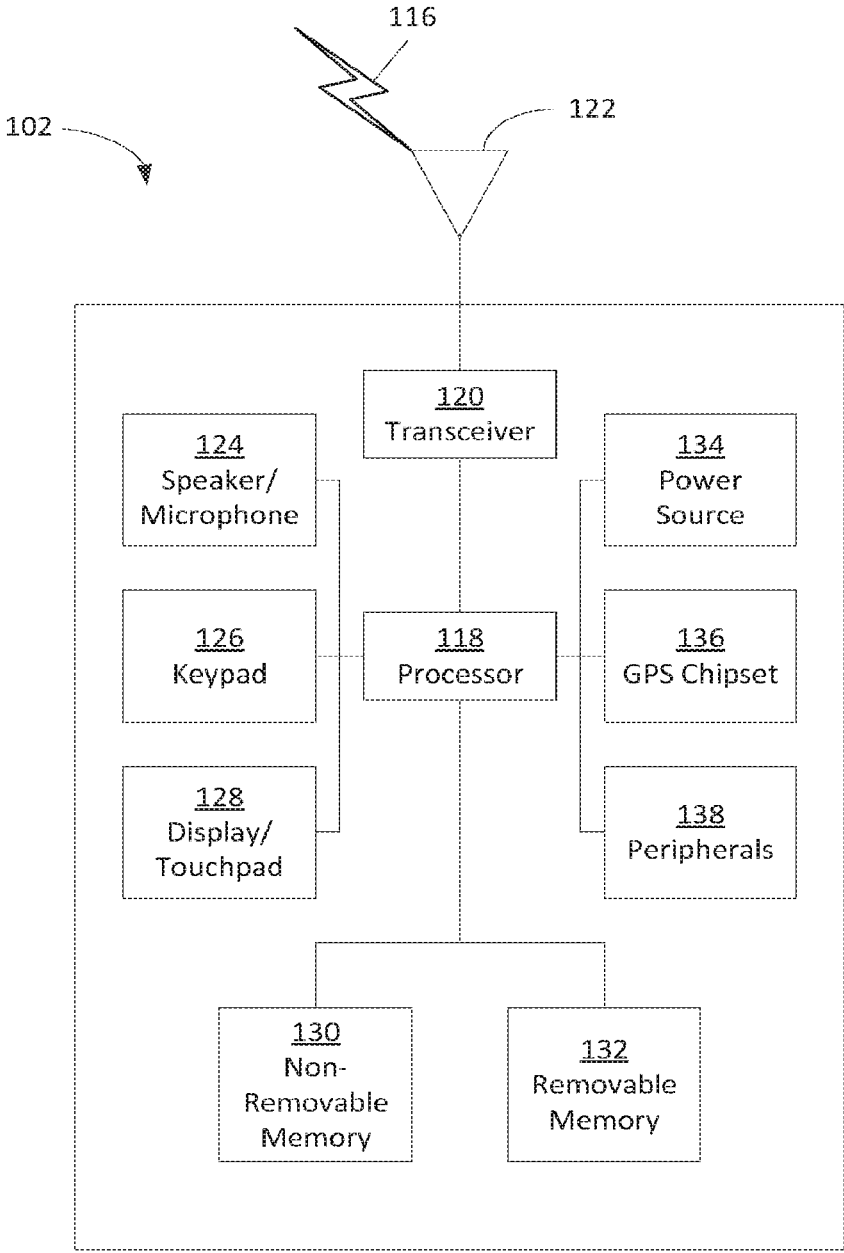 116
122
102
120
Transceiver
124
Speaker/
Microphone
134
Power
Source
126
Keypad
118
Processor
136
GPS Chipset
128
Display/
Touchpad
138
Peripherals
130
Non-
Removable
Memory
132
Removable
Memory